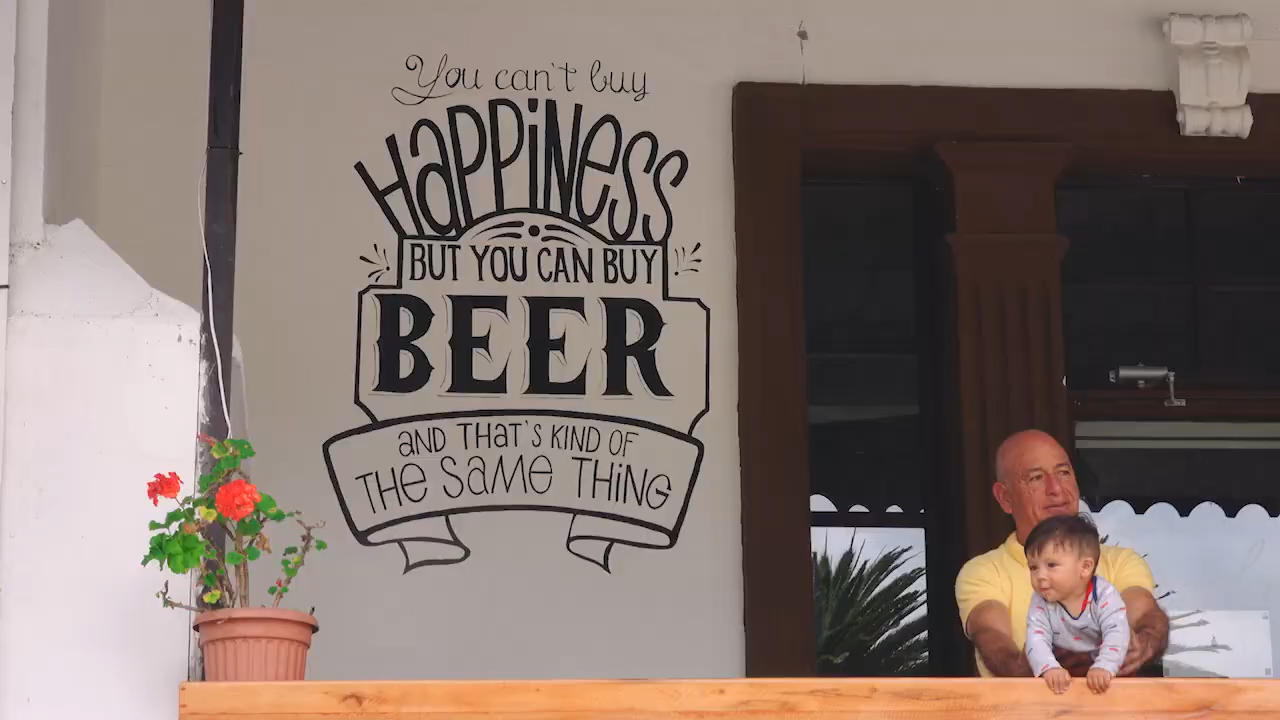 You can't buy
HaPPiNeSS
BUT YOU CAN BUY
BEER
aND THaT'S KIND OF
THe SaMe THiNG